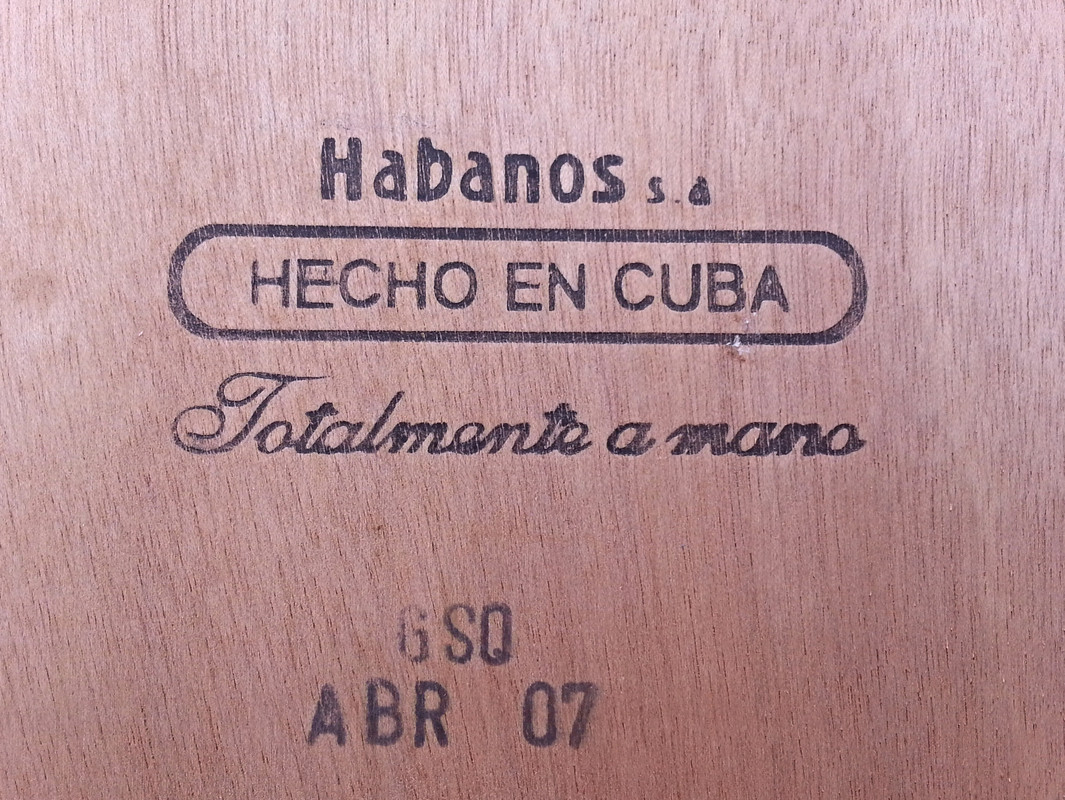 Habanos s.a
HECHO EN CUBA
Totalmente a mano
GSQ
ABR 07